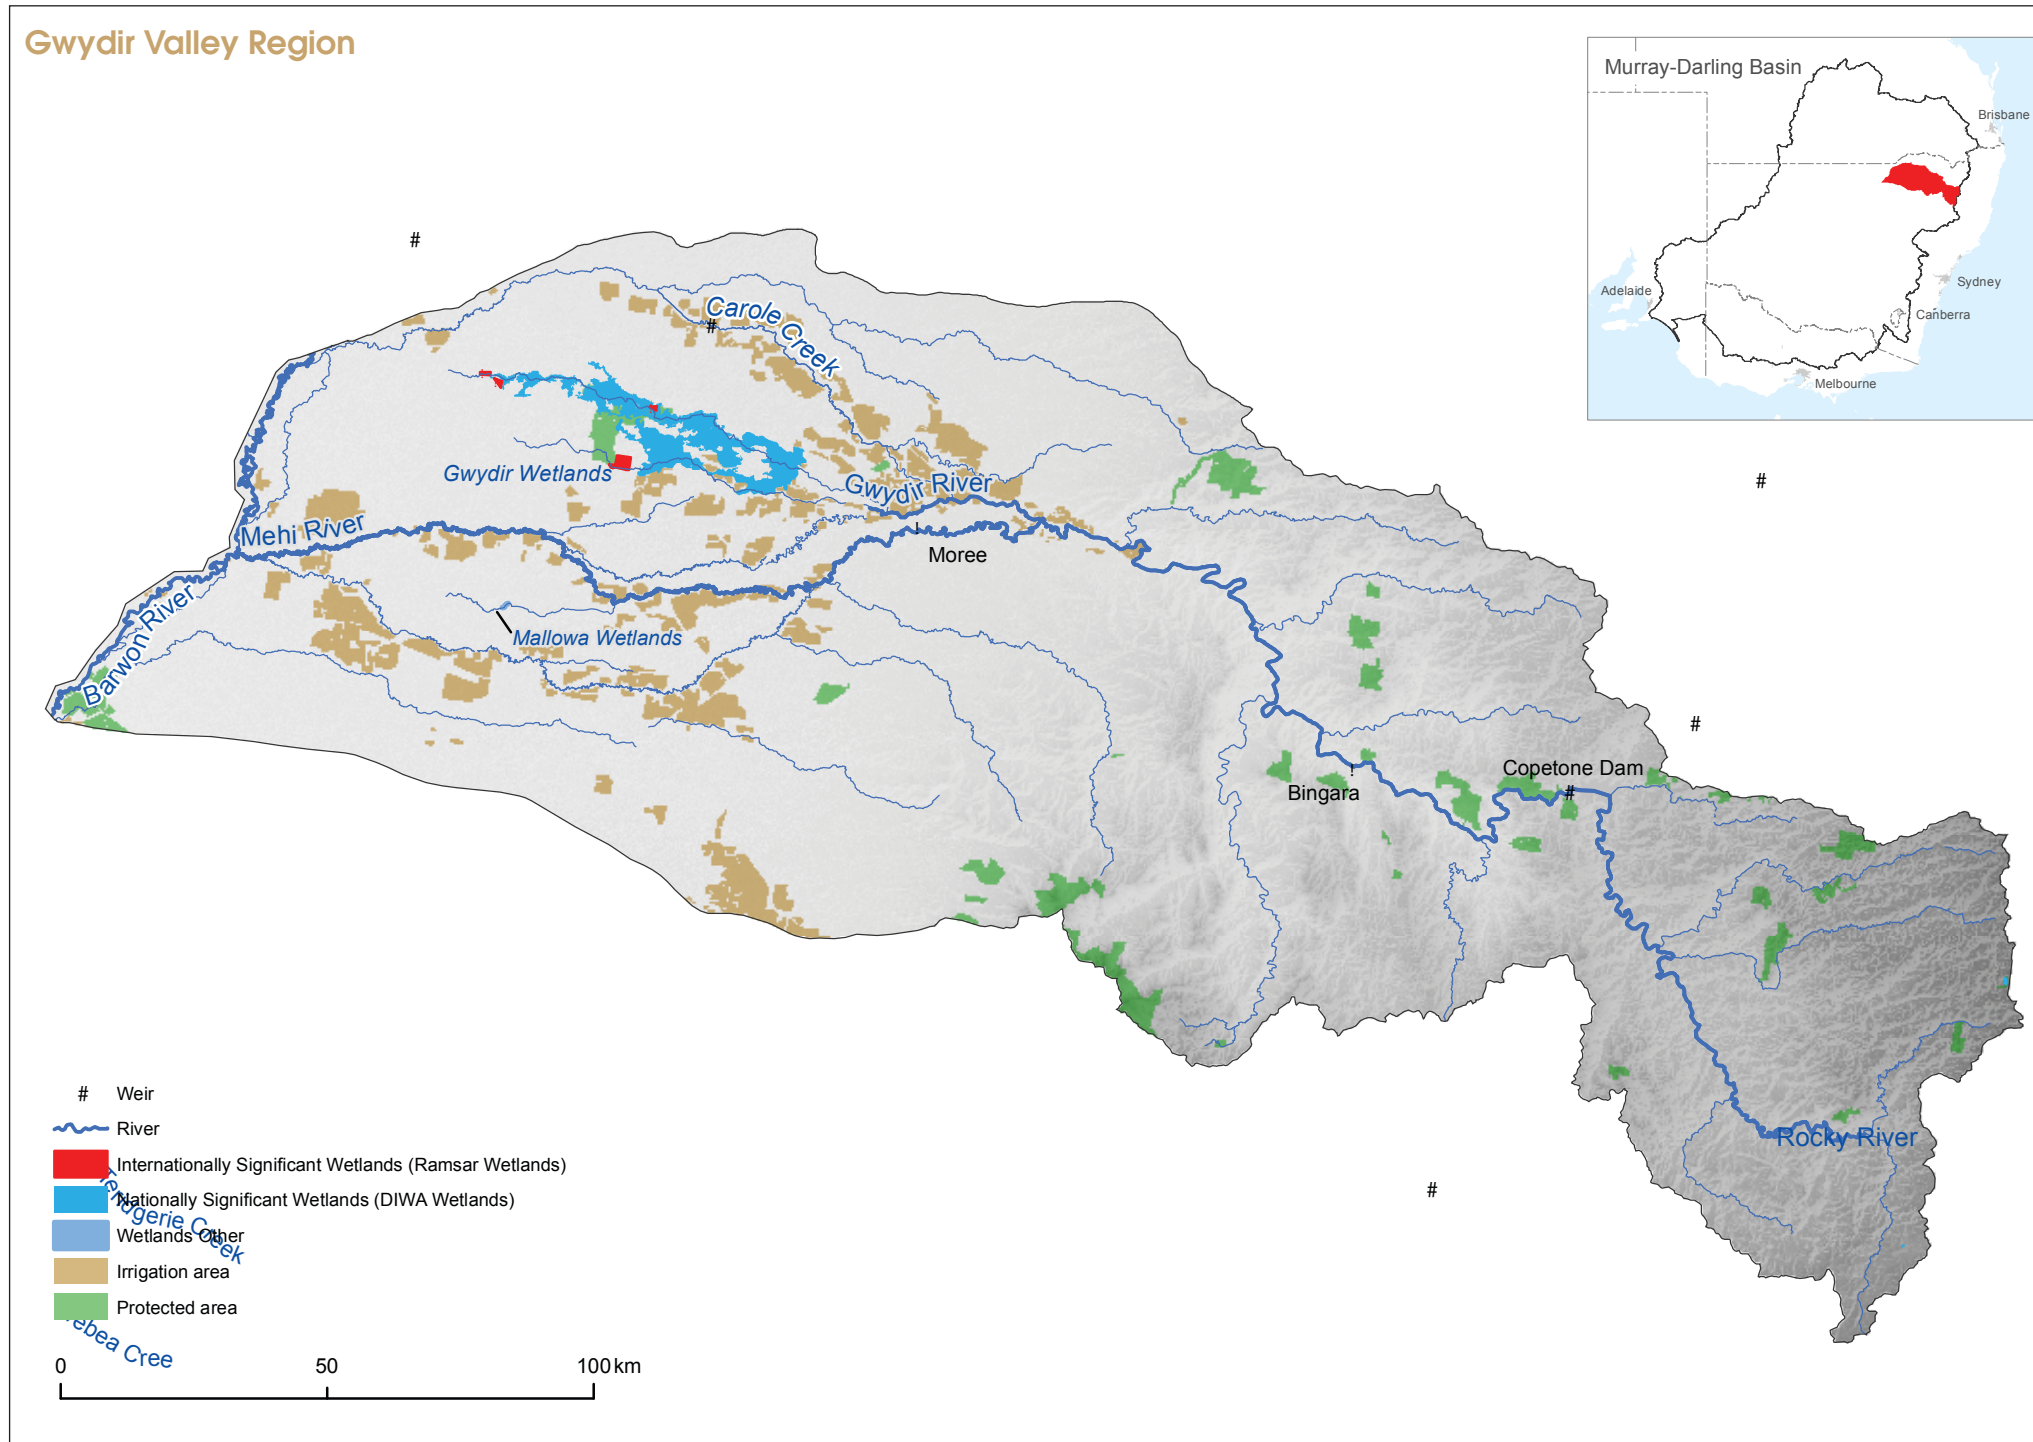 Gwydir Valley Region
Murray-Darling Basin
Brisbane
Sydney
Adelaide
Canberra
Melbourne
#
Carole Creek
#
Gwydir Wetlands
Gwydir River
#
Mehi River
!
Moree
Barwon River
Mallowa Wetlands
#
Copetone Dam
!
#
Bingara
Rocky River
#
# Weir
River
Internationally Significant Wetlands (Ramsar Wetlands)
Nationally Significant Wetlands (DIWA Wetlands)
Wetlands Other
Irrigation area
Protected area
0 50 100 km